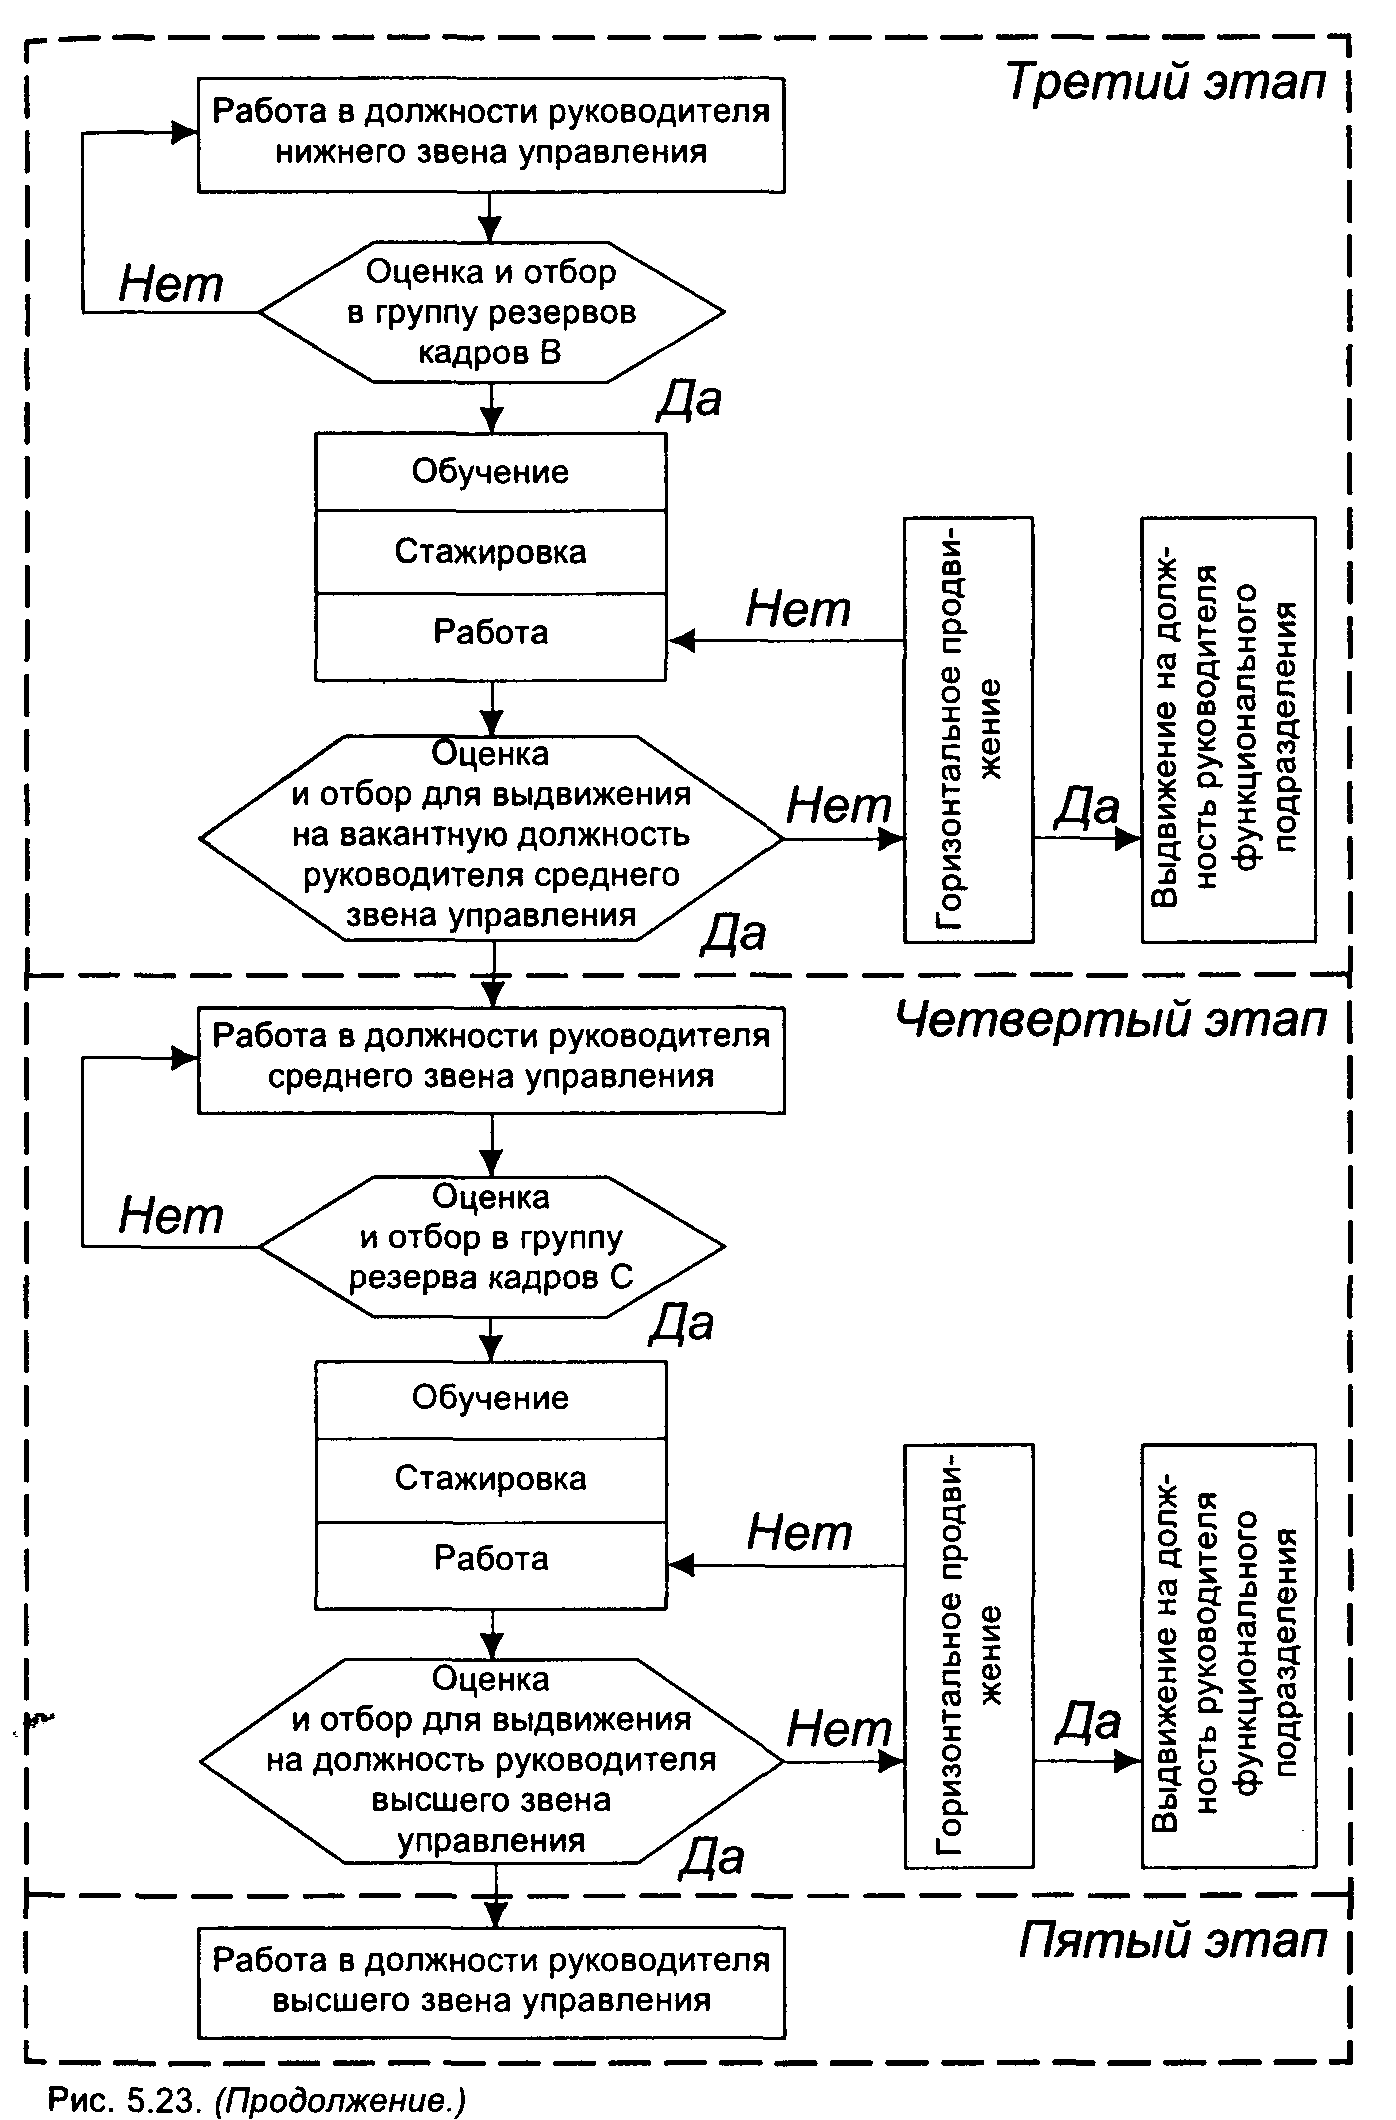 Третий этап
Работа в должности руководителя
нижнего звена управления
Нет
Оценка и отбор
в группу резервов
кадров В
Да
Обучение
Стажировка
Работа
Нет
Горизонтальное продви-
жение
Выдвижение на долж-
ность руководителя
функционального
подразделения
Оценка
и отбор для выдвижения
на вакантную должность
руководителя среднего
звена управления
Нет
Да
Да
Четвертый этап
Работа в должности руководителя
среднего звена управления
Нет
Оценка
и отбор в группу
резерва кадров С
Да
Обучение
Стажировка
Работа
Нет
Горизонтальное продви-
жение
Выдвижение на долж-
ность руководителя
функционального
подразделения
Оценка
и отбор для выдвижения
на должность руководителя
высшего звена
управления
Нет
Да
Да
Пятый этап
Работа в должности руководителя
высшего звена управления
Рис. 5.23. (Продолжение.)